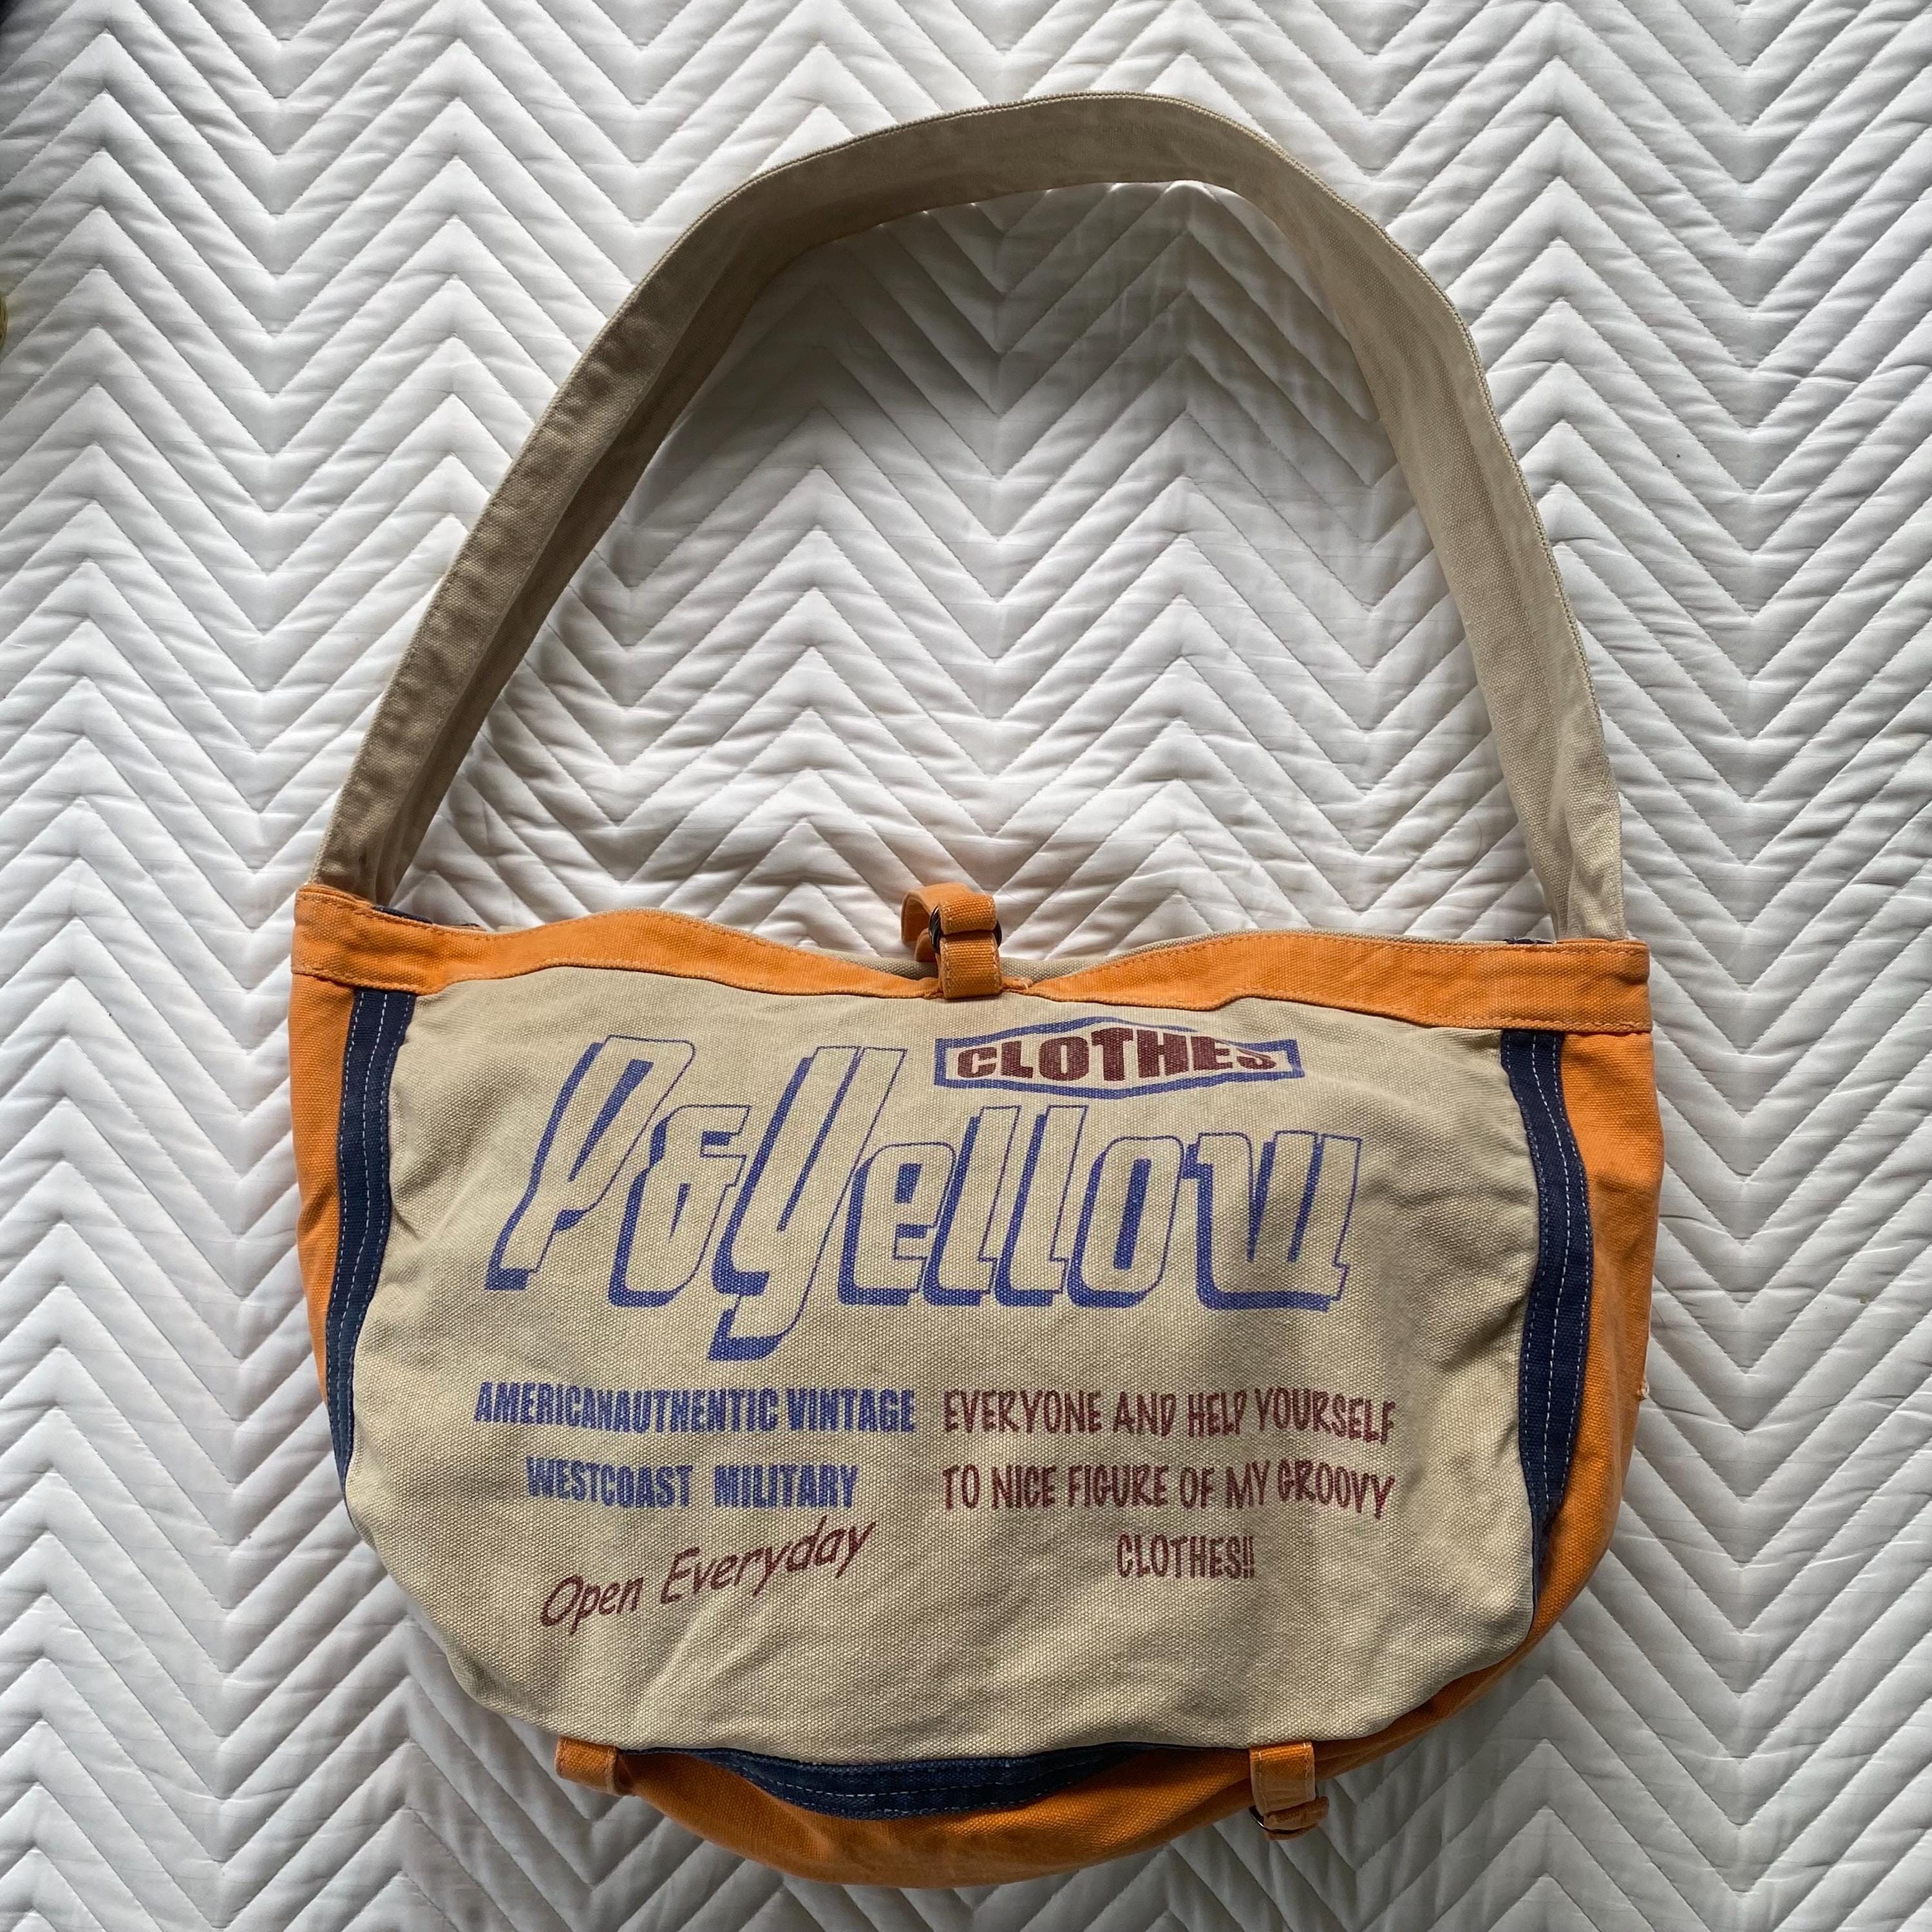 CLOTHES
P&Yellow
AMERICANAUTHENTIC VINTAGE
WESTCOAST MILITARY
Open Everyday
EVERYONE AND HELP YOURSELF
TO NICE FIGURE OF MY GROOVY
CLOTHES!!